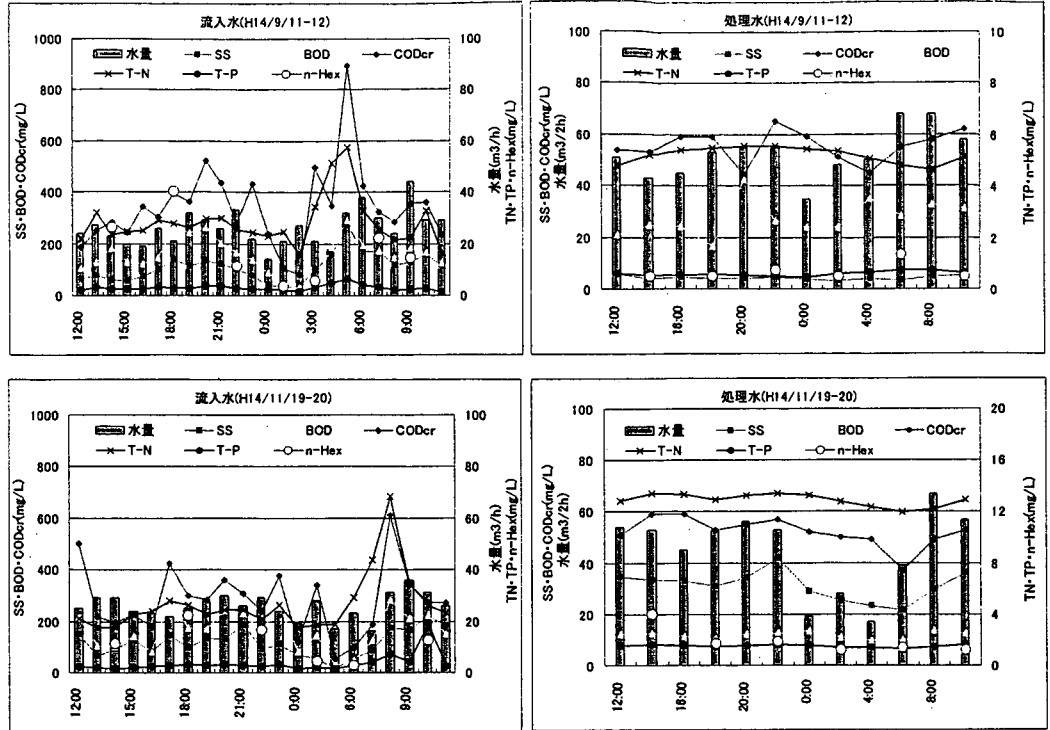 流入水(H14/9/11-12)
水量 SS BOD CODcr
T-N T-P n-Hex
SS・BOD・CODcr(mg/L)
水量(m3/h)
TN・TP・n-Hex(mg/L)
1000 800 600 400 200 0
100 80 60 40 20 0
12:00 15:00 18:00 21:00 0:00 3:00 6:00 9:00
処理水(H14/9/11-12)
水量 SS CODcr BOD
T-N T-P n-Hex
SS・BOD・CODcr(mg/L)
水量(m3/2h)
TN・TP・n-Hex(mg/L)
100 80 60 40 20 0
10 8 6 4 2 0
12:00 16:00 20:00 0:00 4:00 8:00
流入水(H14/11/19-20)
水量 SS BOD CODcr
T-N T-P n-Hex
SS・BOD・CODcr(mg/L)
水量(m3/h)
TN・TP・n-Hex(mg/L)
1000 800 600 400 200 0
100 80 60 40 20 0
12:00 15:00 18:00 21:00 0:00 3:00 6:00 9:00
処理水(H14/11/19-20)
水量 SS BOD CODcr
T-N T-P n-Hex
SS・BOD・CODcr(mg/L)
水量(m3/2h)
TN・TP・n-Hex(mg/L)
100 80 60 40 20 0
20 16 12 8 4 0
12:00 16:00 20:00 0:00 4:00 8:00